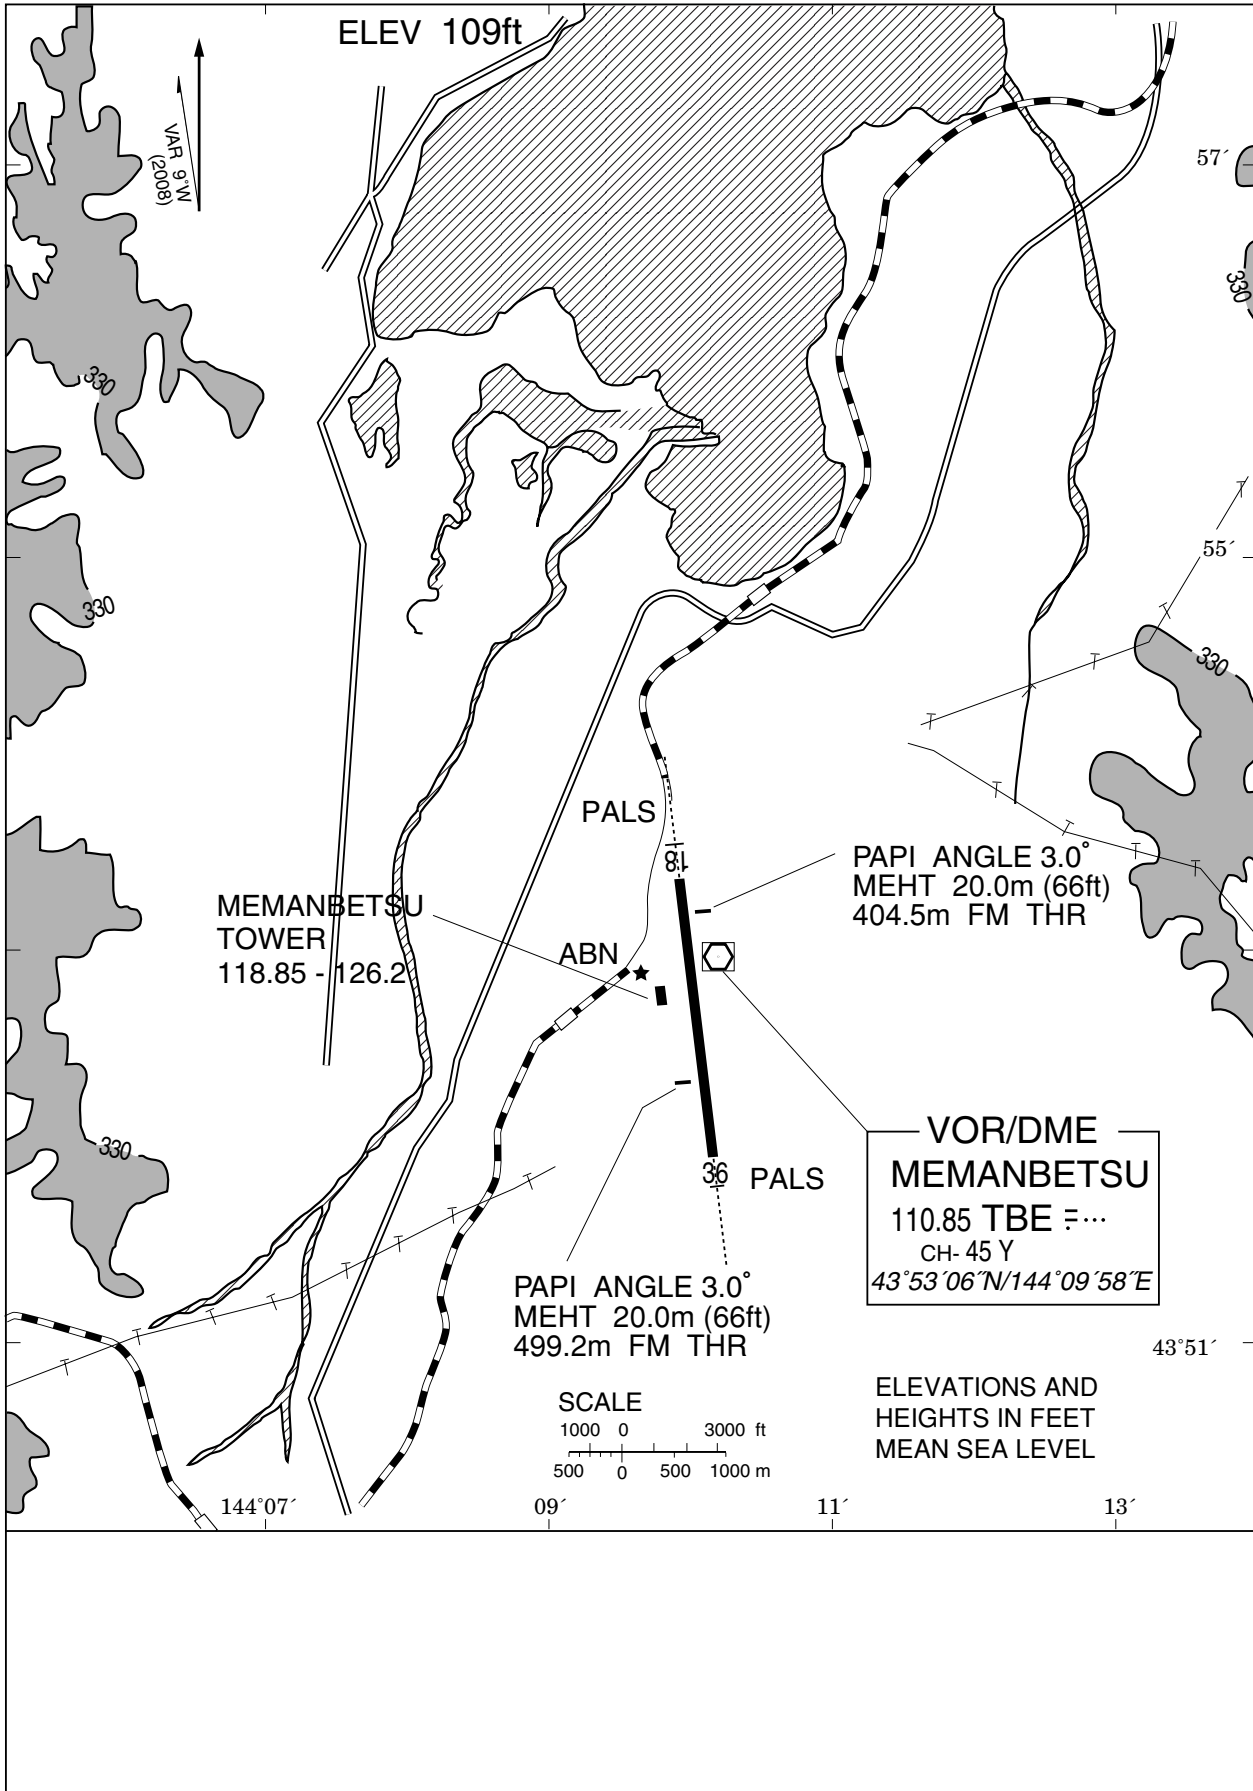 ELEV 109ft
VAR 9°W
(2008)
57´
330
330
55´
330
330
PALS
18
PAPI ANGLE 3.0°
MEHT 20.0m (66ft)
404.5m FM THR
MEMANBETSU
TOWER
118.85 - 126.2
ABN
330
36
PALS
VOR/DME
MEMANBETSU
110.85 TBE
CH- 45 Y
43°53´06˝N/144°09´58˝E
PAPI ANGLE 3.0°
MEHT 20.0m (66ft)
499.2m FM THR
43°51´
SCALE
1000 0 3000 ft
500 0 500 1000 m
ELEVATIONS AND
HEIGHTS IN FEET
MEAN SEA LEVEL
144°07´ 09´ 11´ 13´